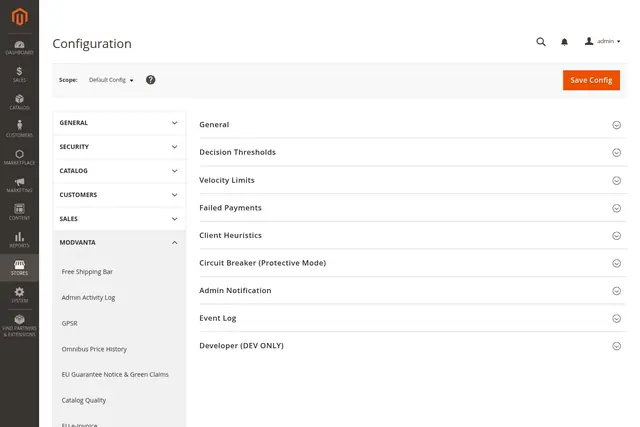 Configuration
admin
Scope:
Default Config
?
Save Config
DASHBOARD
SALES
CATALOG
CUSTOMERS
MARKETPLACE
MARKETING
CONTENT
REPORTS
STORES
SYSTEM
FIND PARTNERS
& EXTENSIONS
GENERAL
SECURITY
CATALOG
CUSTOMERS
SALES
MODVANTA
Free Shipping Bar
Admin Activity Log
GPSR
Omnibus Price History
EU Guarantee Notice & Green Claims
Catalog Quality
EU e-Invoice
General
Decision Thresholds
Velocity Limits
Failed Payments
Client Heuristics
Circuit Breaker (Protective Mode)
Admin Notification
Event Log
Developer (DEV ONLY)